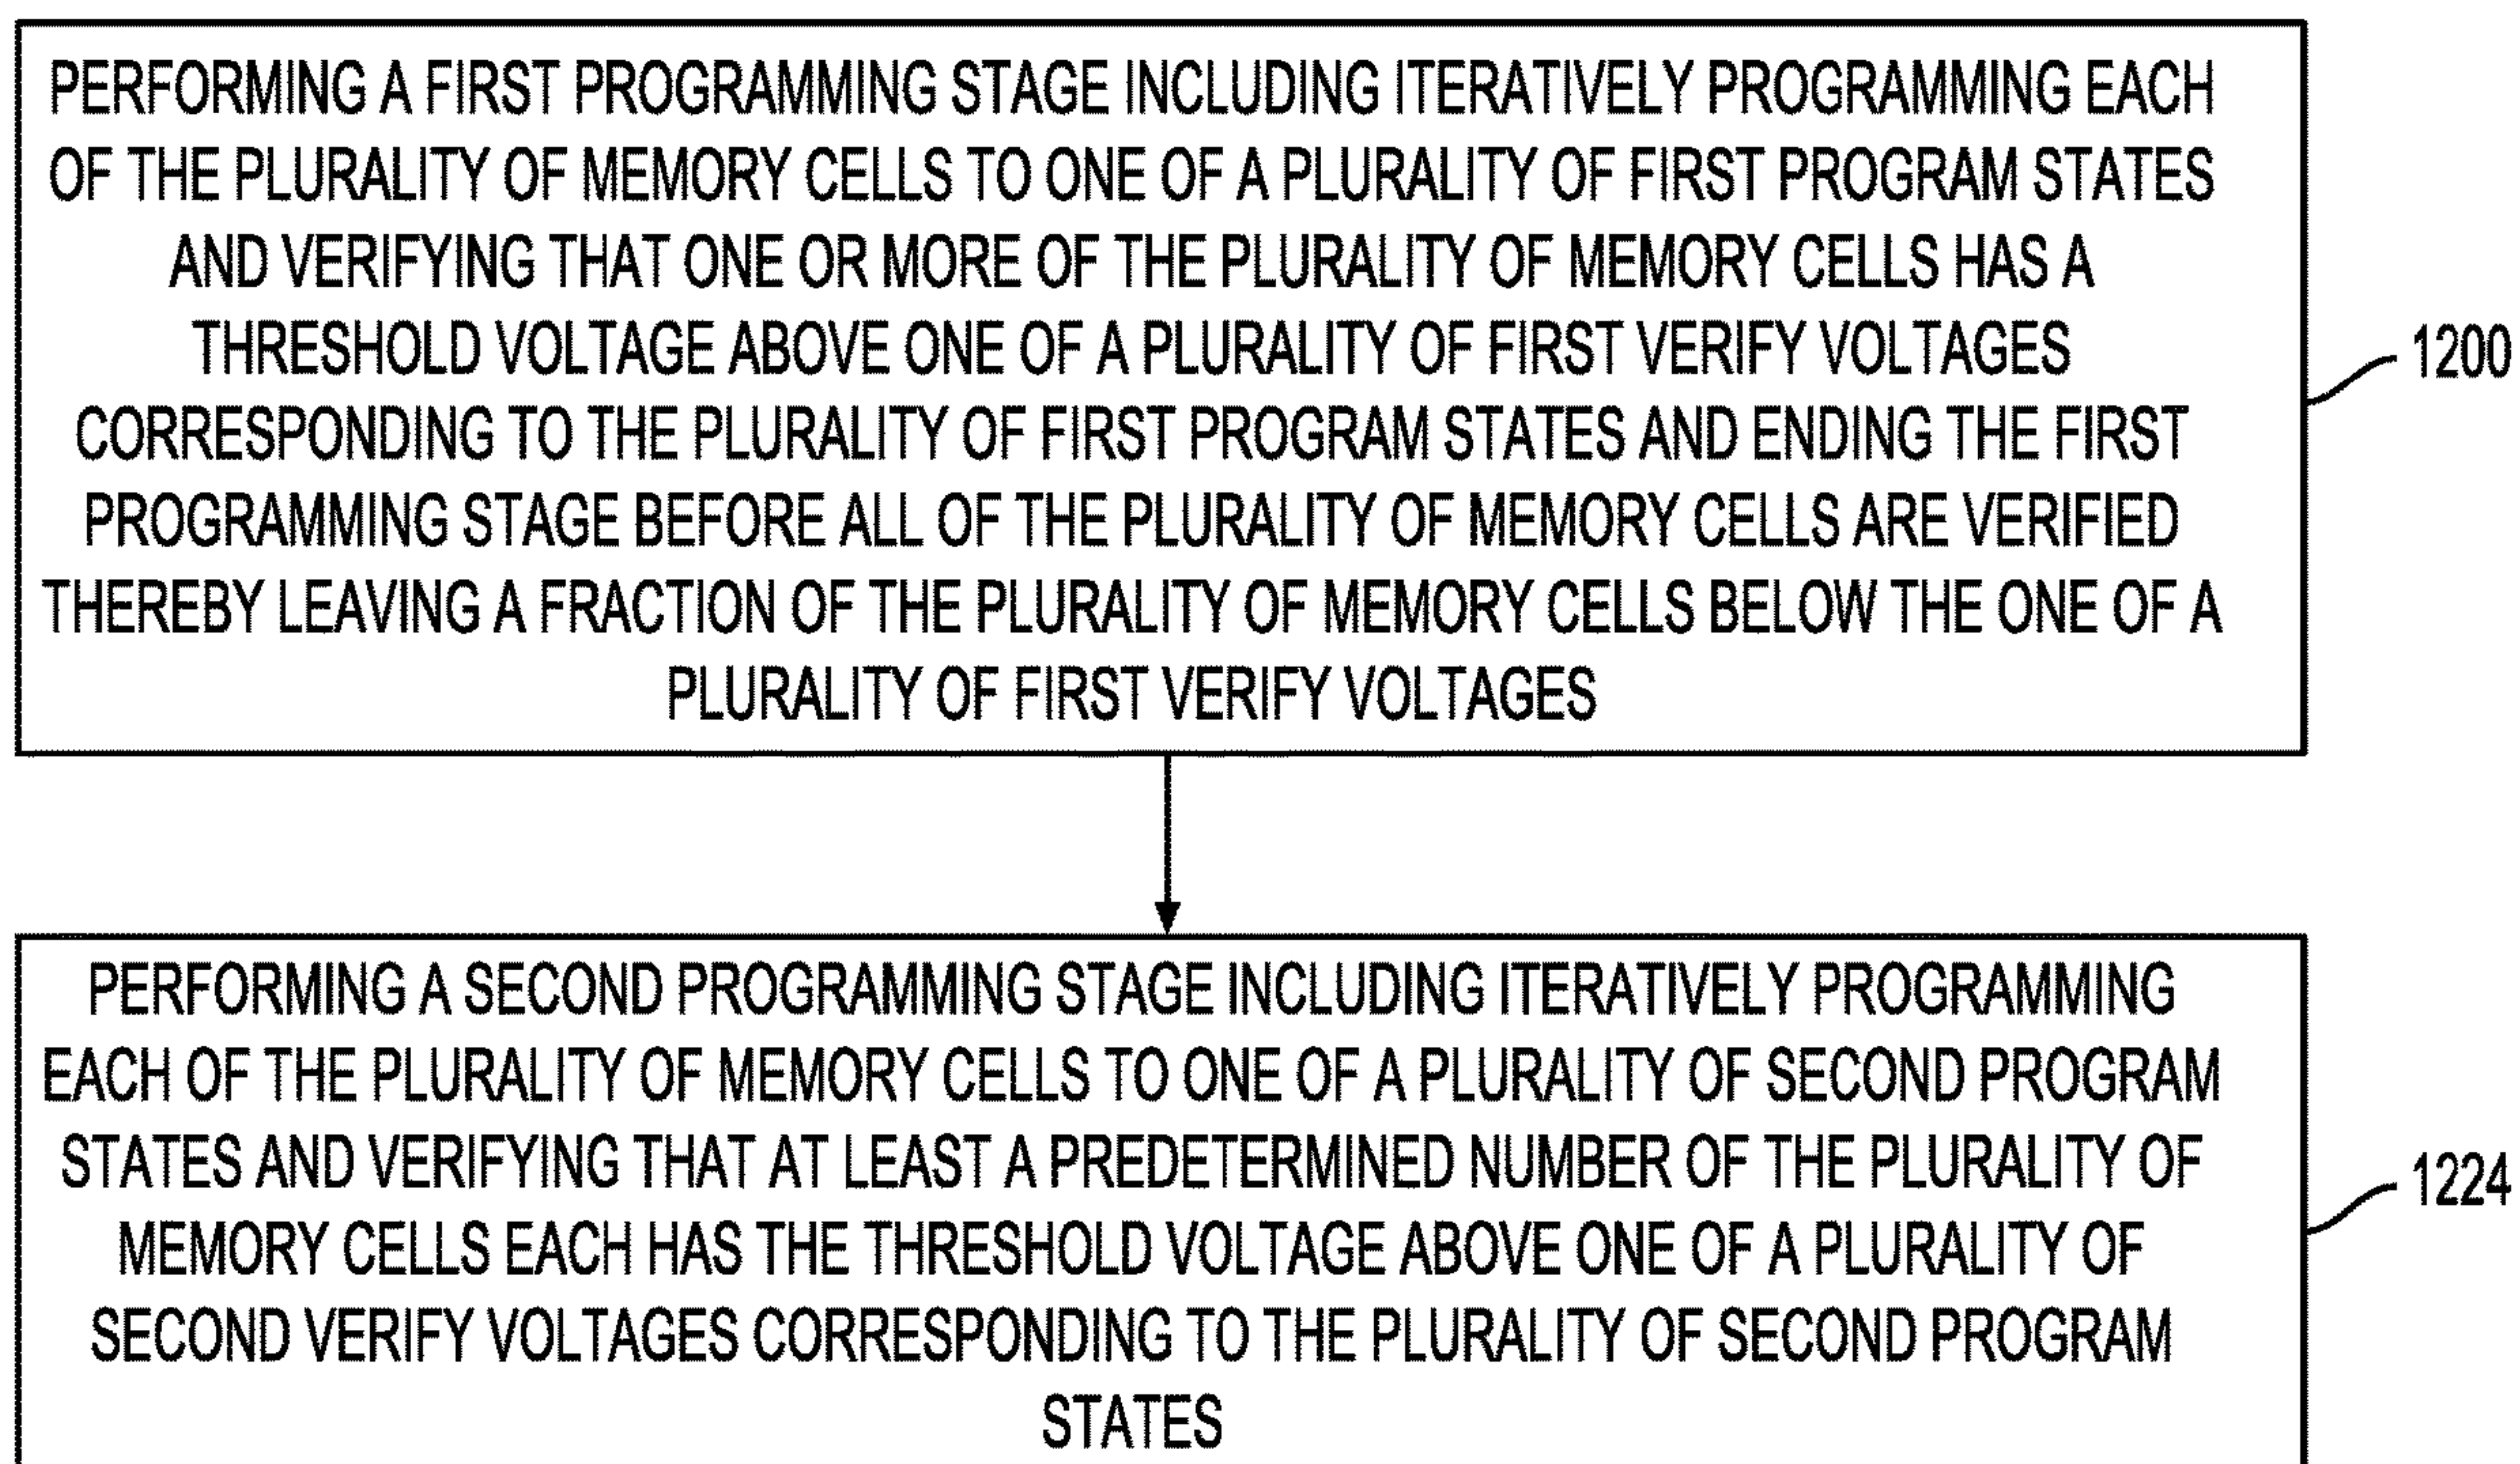 PERFORMING A FIRST PROGRAMMING STAGE INCLUDING ITERATIVELY PROGRAMMING EACH
OF THE PLURALITY OF MEMORY CELLS TO ONE OF A PLURALITY OF FIRST PROGRAM STATES
AND VERIFYING THAT ONE OR MORE OF THE PLURALITY OF MEMORY CELLS HAS A
THRESHOLD VOLTAGE ABOVE ONE OF A PLURALITY OF FIRST VERIFY VOLTAGES
CORRESPONDING TO THE PLURALITY OF FIRST PROGRAM STATES AND ENDING THE FIRST
PROGRAMMING STAGE BEFORE ALL OF THE PLURALITY OF MEMORY CELLS ARE VERIFIED
THEREBY LEAVING A FRACTION OF THE PLURALITY OF MEMORY CELLS BELOW THE ONE OF A
PLURALITY OF FIRST VERIFY VOLTAGES
1200
PERFORMING A SECOND PROGRAMMING STAGE INCLUDING ITERATIVELY PROGRAMMING
EACH OF THE PLURALITY OF MEMORY CELLS TO ONE OF A PLURALITY OF SECOND PROGRAM
STATES AND VERIFYING THAT AT LEAST A PREDETERMINED NUMBER OF THE PLURALITY OF
MEMORY CELLS EACH HAS THE THRESHOLD VOLTAGE ABOVE ONE OF A PLURALITY OF
SECOND VERIFY VOLTAGES CORRESPONDING TO THE PLURALITY OF SECOND PROGRAM
STATES
1224